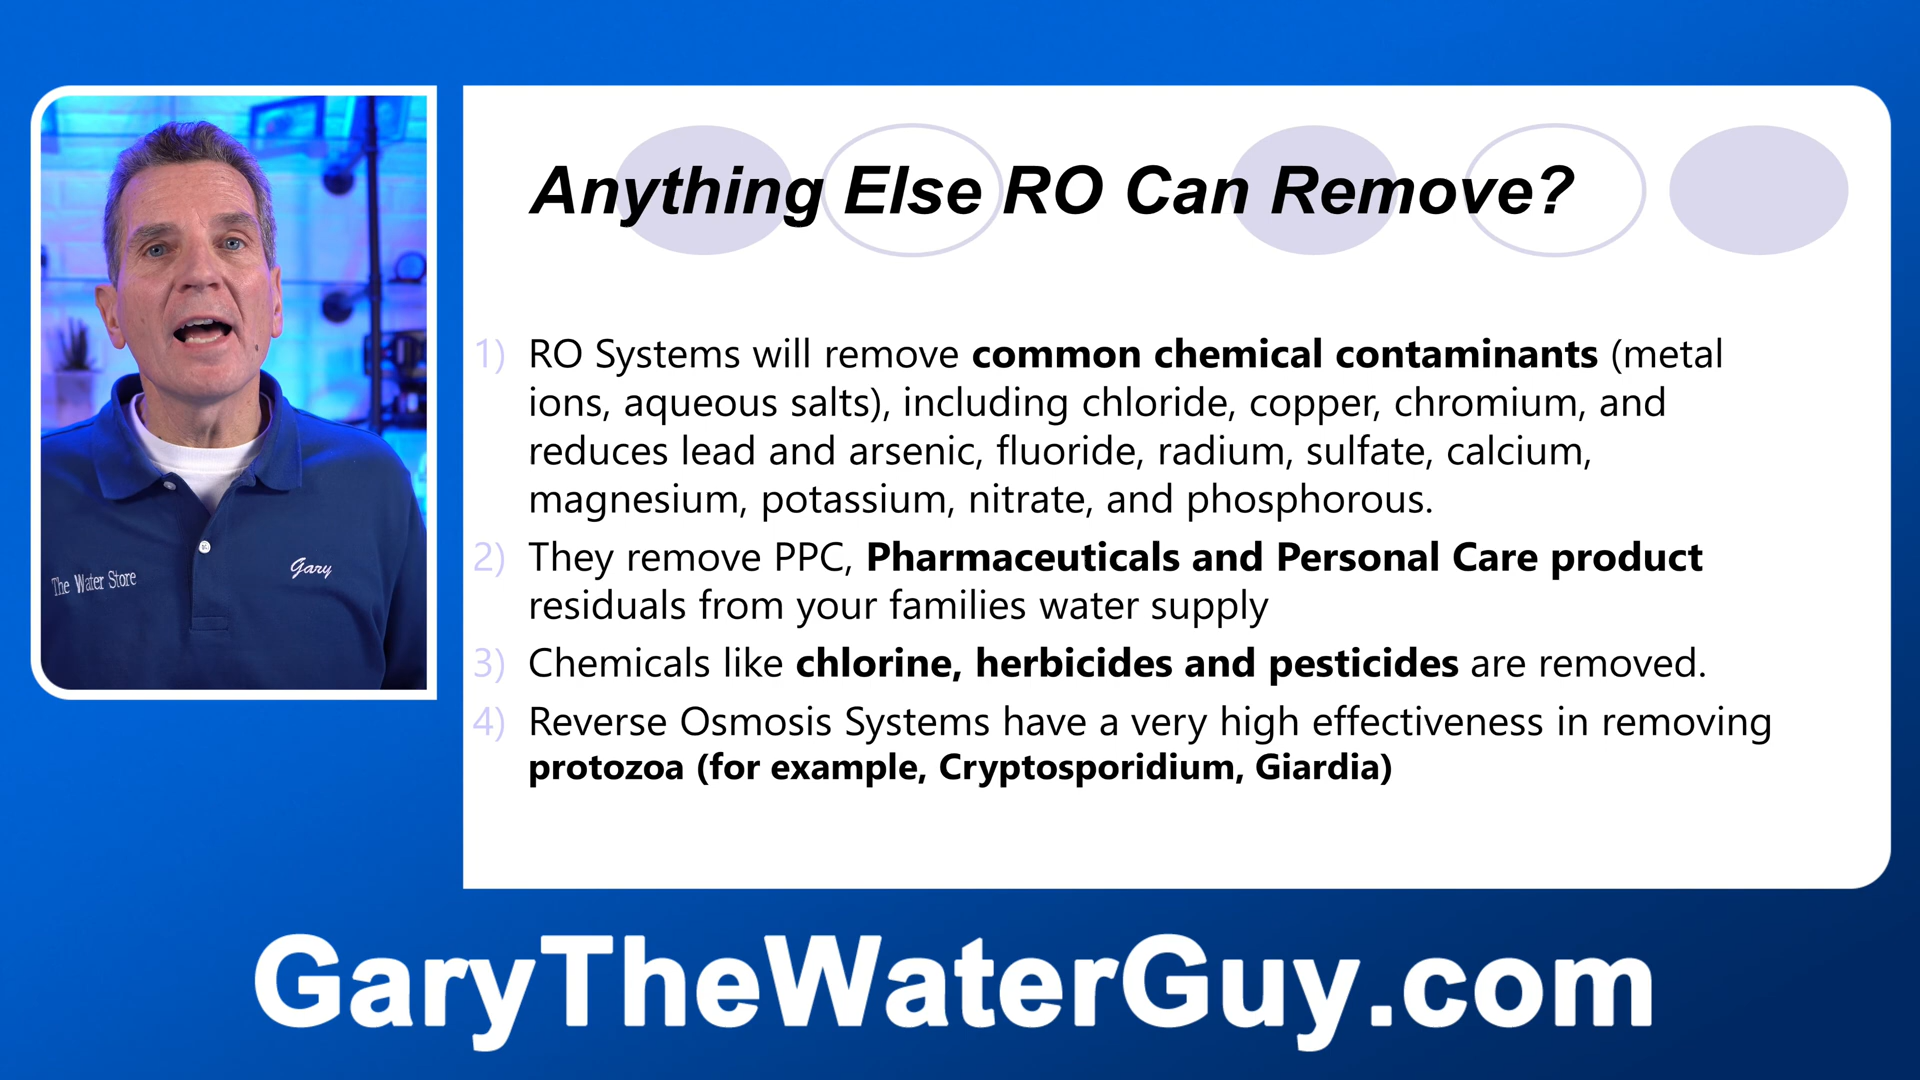 Anything Else RO Can Remove?
1) RO Systems will remove common chemical contaminants (metal
ions, aqueous salts), including chloride, copper, chromium, and
reduces lead and arsenic, fluoride, radium, sulfate, calcium,
magnesium, potassium, nitrate, and phosphorous.
2) They remove PPC, Pharmaceuticals and Personal Care product
residuals from your families water supply
3) Chemicals like chlorine, herbicides and pesticides are removed.
4) Reverse Osmosis Systems have a very high effectiveness in removing
protozoa (for example, Cryptosporidium, Giardia)
The Water Store
Gary
GaryTheWaterGuy.com